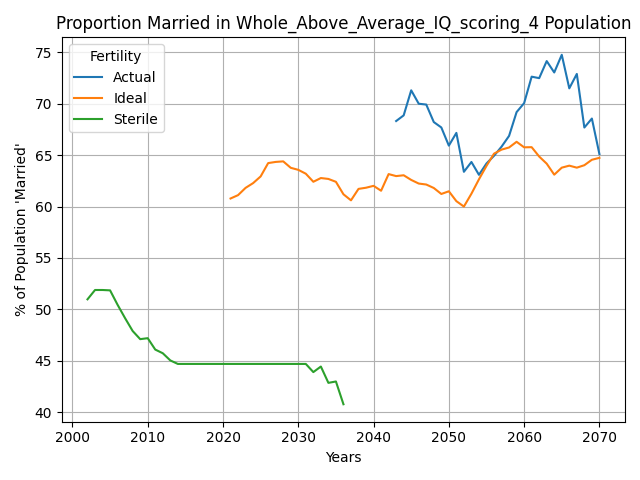 Proportion Married in Whole_Above_Average_IQ_scoring_4 Population
% of Population 'Married'
75
70
65
60
55
50
45
40
Fertility
Actual
Ideal
Sterile
2000 2010 2020 2030 2040 2050 2060 2070
Years